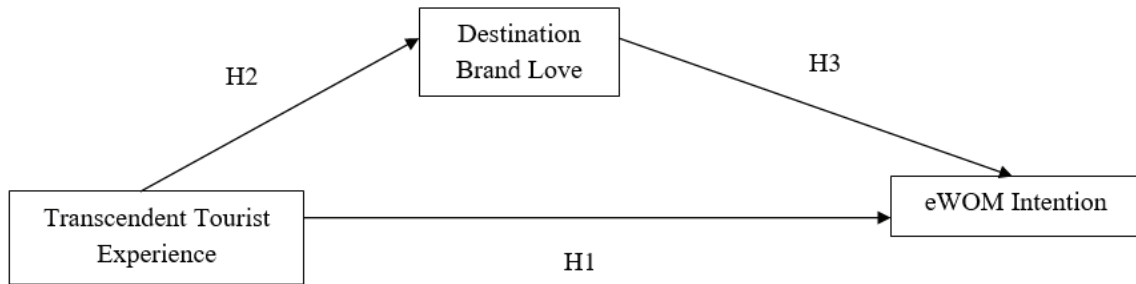 Destination
Brand Love
H2
H3
Transcendent Tourist
Experience
eWOM Intention
H1